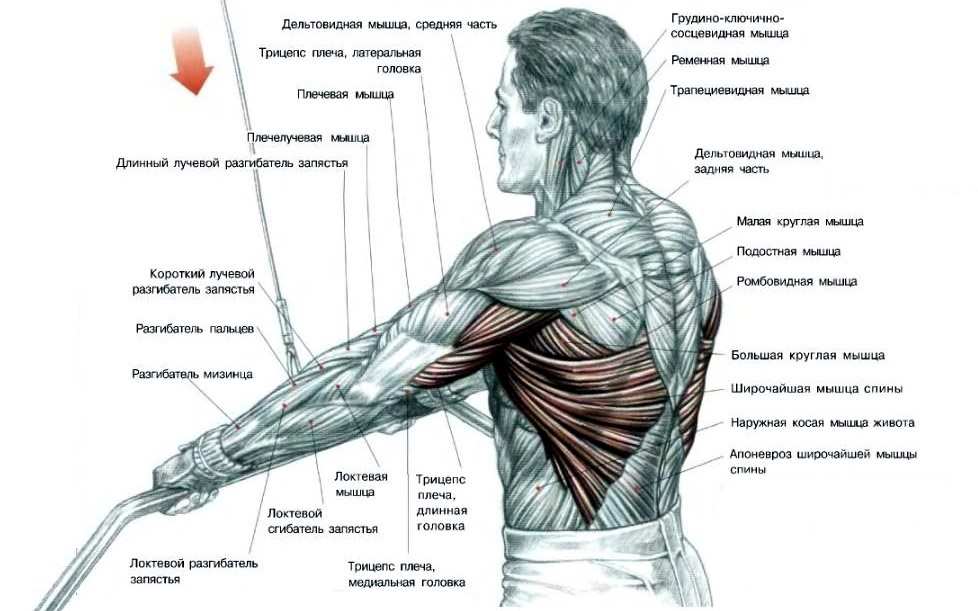 Дельтовидная мышца, средняя часть
Трицепс плеча, латеральная
головка
Плечевая мышца
Плечелучевая мышца
Длинный лучевой разгибатель запястья
Короткий лучевой
разгибатель запястья
Разгибатель пальцев
Разгибатель мизинца
Локтевой разгибатель
запястья
Локтевой
сгибатель запястья
Локтевая
мышца
Трицепс
плеча,
длинная
головка
Трицепс плеча,
медиальная головка
Грудино-ключично-
сосцевидная мышца
Ременная мышца
Трапециевидная мышца
Дельтовидная мышца,
задняя часть
Малая круглая мышца
Подостная мышца
Ромбовидная мышца
Большая круглая мышца
Широчайшая мышца спины
Наружная косая мышца живота
Апоневроз широчайшей мышцы
спины